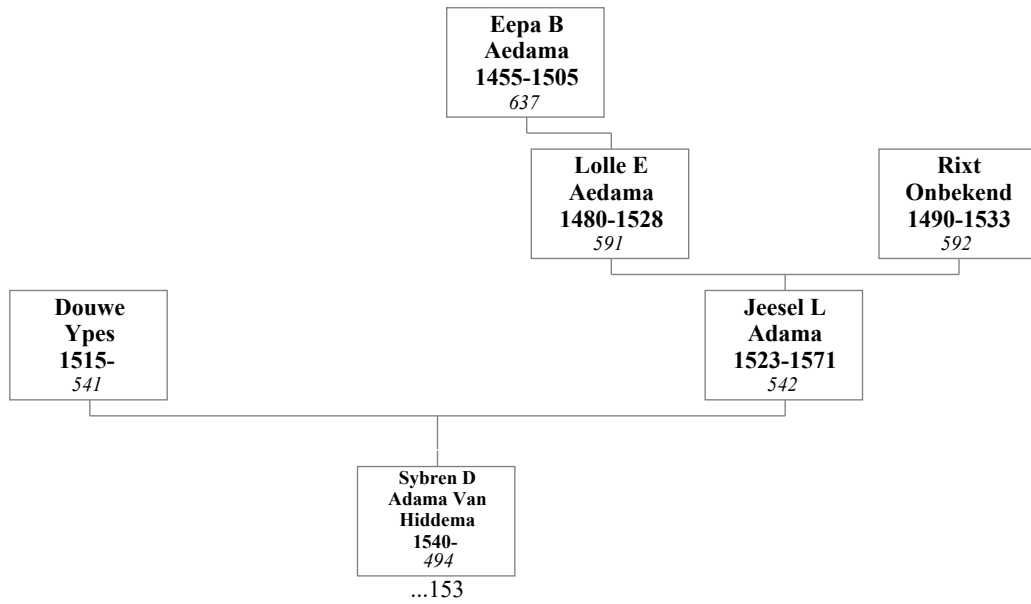 Eepa B
Aedama
1455-1505
637
Lolle E
Aedama
1480-1528
591
Rixt
Onbekend
1490-1533
592
Douwe
Ypes
1515-
541
Jeesel L
Adama
1523-1571
542
Sybren D
Adama Van
Hiddema
1540-
494
...153